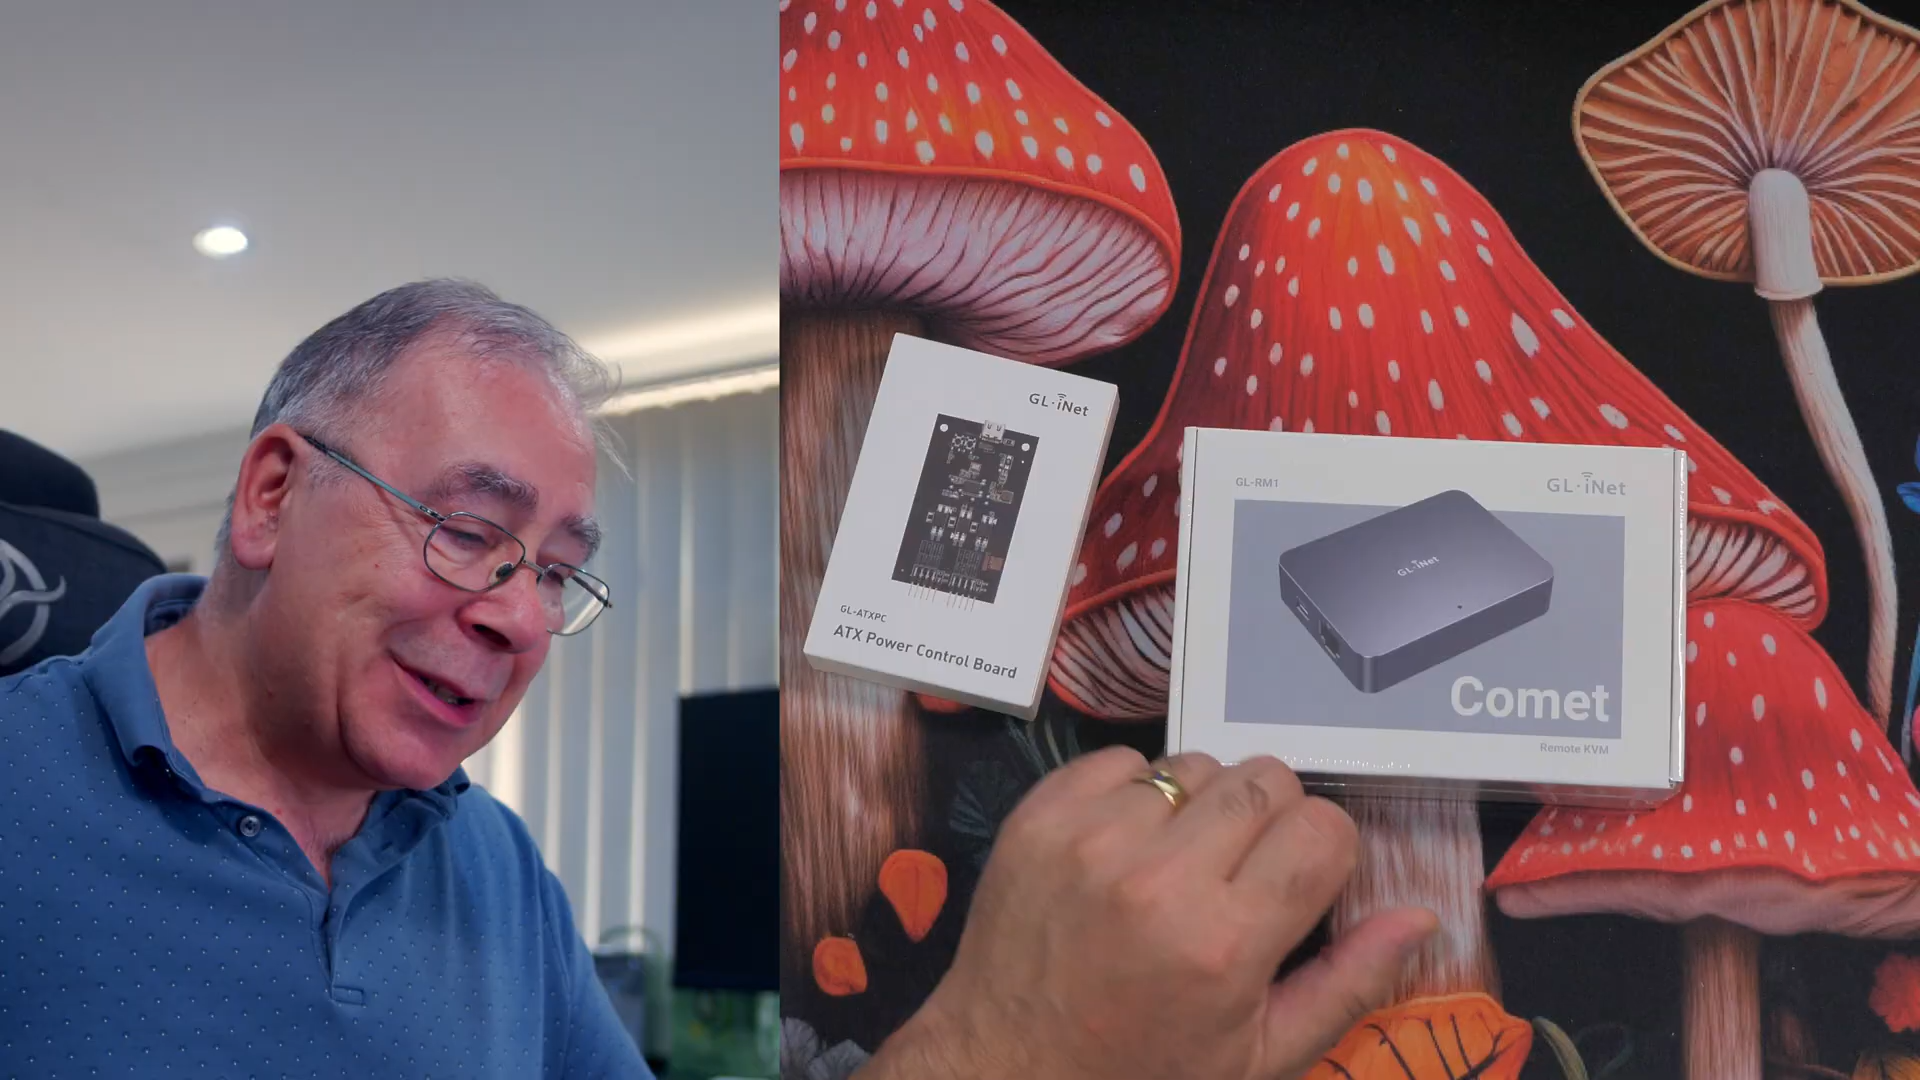 GL·iNet
GL-ATXPC
ATX Power Control Board
GL-RM1
GL·iNet
GL·iNet
Comet
Remote KVM